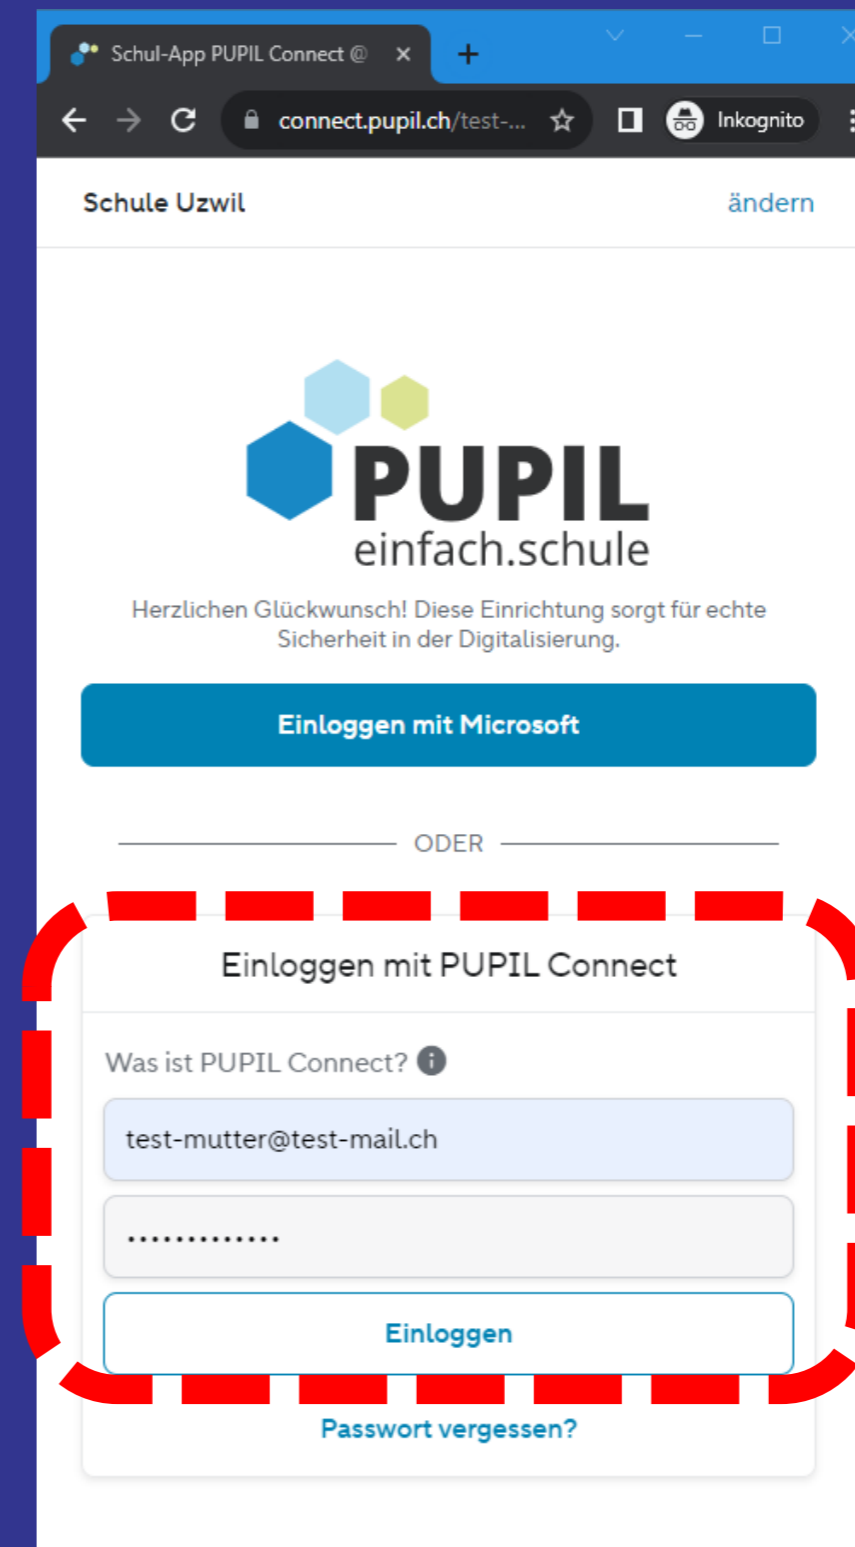 Schul-App PUPIL Connect @
connect.pupil.ch/test-... Inkognito
Schule Uzwil ändern
PUPIL
einfach.schule
Herzlichen Glückwunsch! Diese Einrichtung sorgt für echte
Sicherheit in der Digitalisierung.
Einloggen mit Microsoft
ODER
Einloggen mit PUPIL Connect
Was ist PUPIL Connect?
test-mutter@test-mail.ch
•••••••••••••
Einloggen
Passwort vergessen?